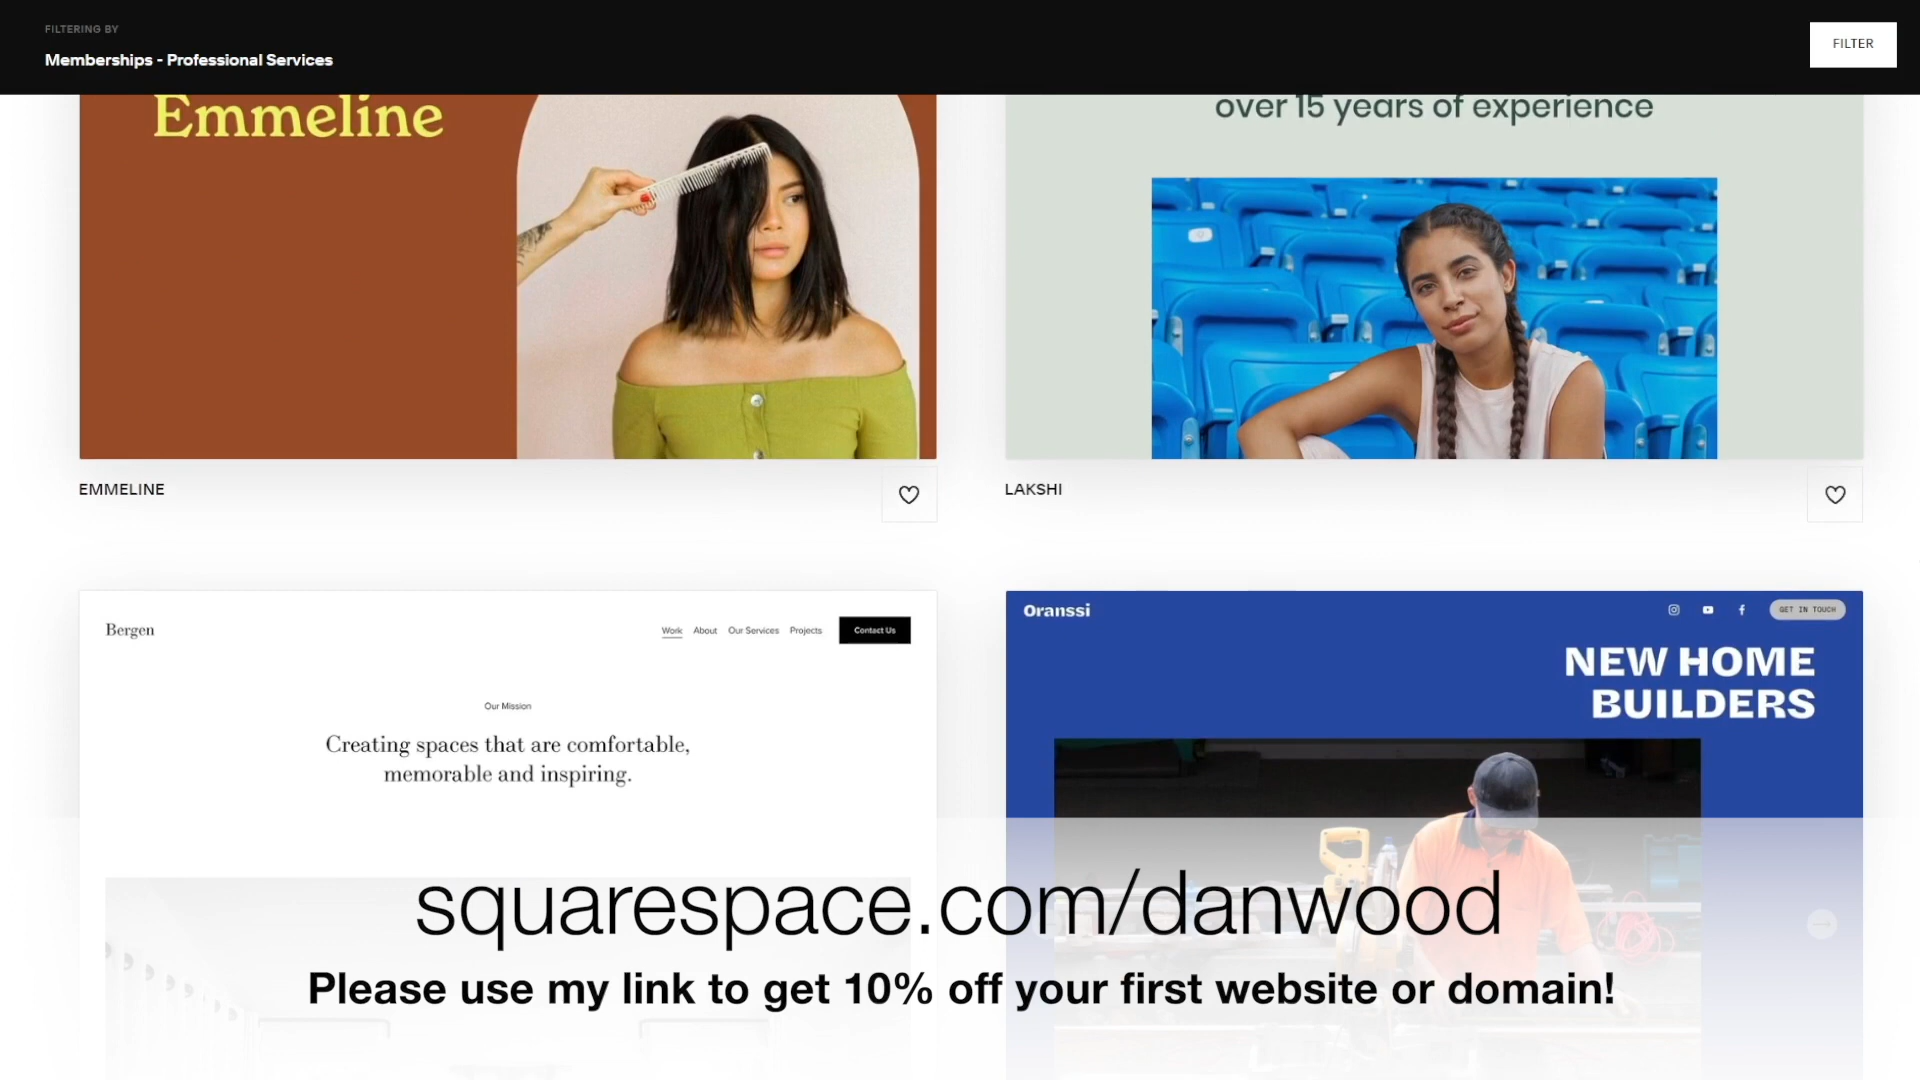 FILTERING BY
Memberships - Professional Services
FILTER
Emmeline
over 15 years of experience
EMMELINE
LAKSHI
Bergen
Work About Our Services Projects Contact Us
Our Mission
Creating spaces that are comfortable,
memorable and inspiring.
Oranssi
GET IN TOUCH
NEW HOME
BUILDERS
squarespace.com/danwood
Please use my link to get 10% off your first website or domain!